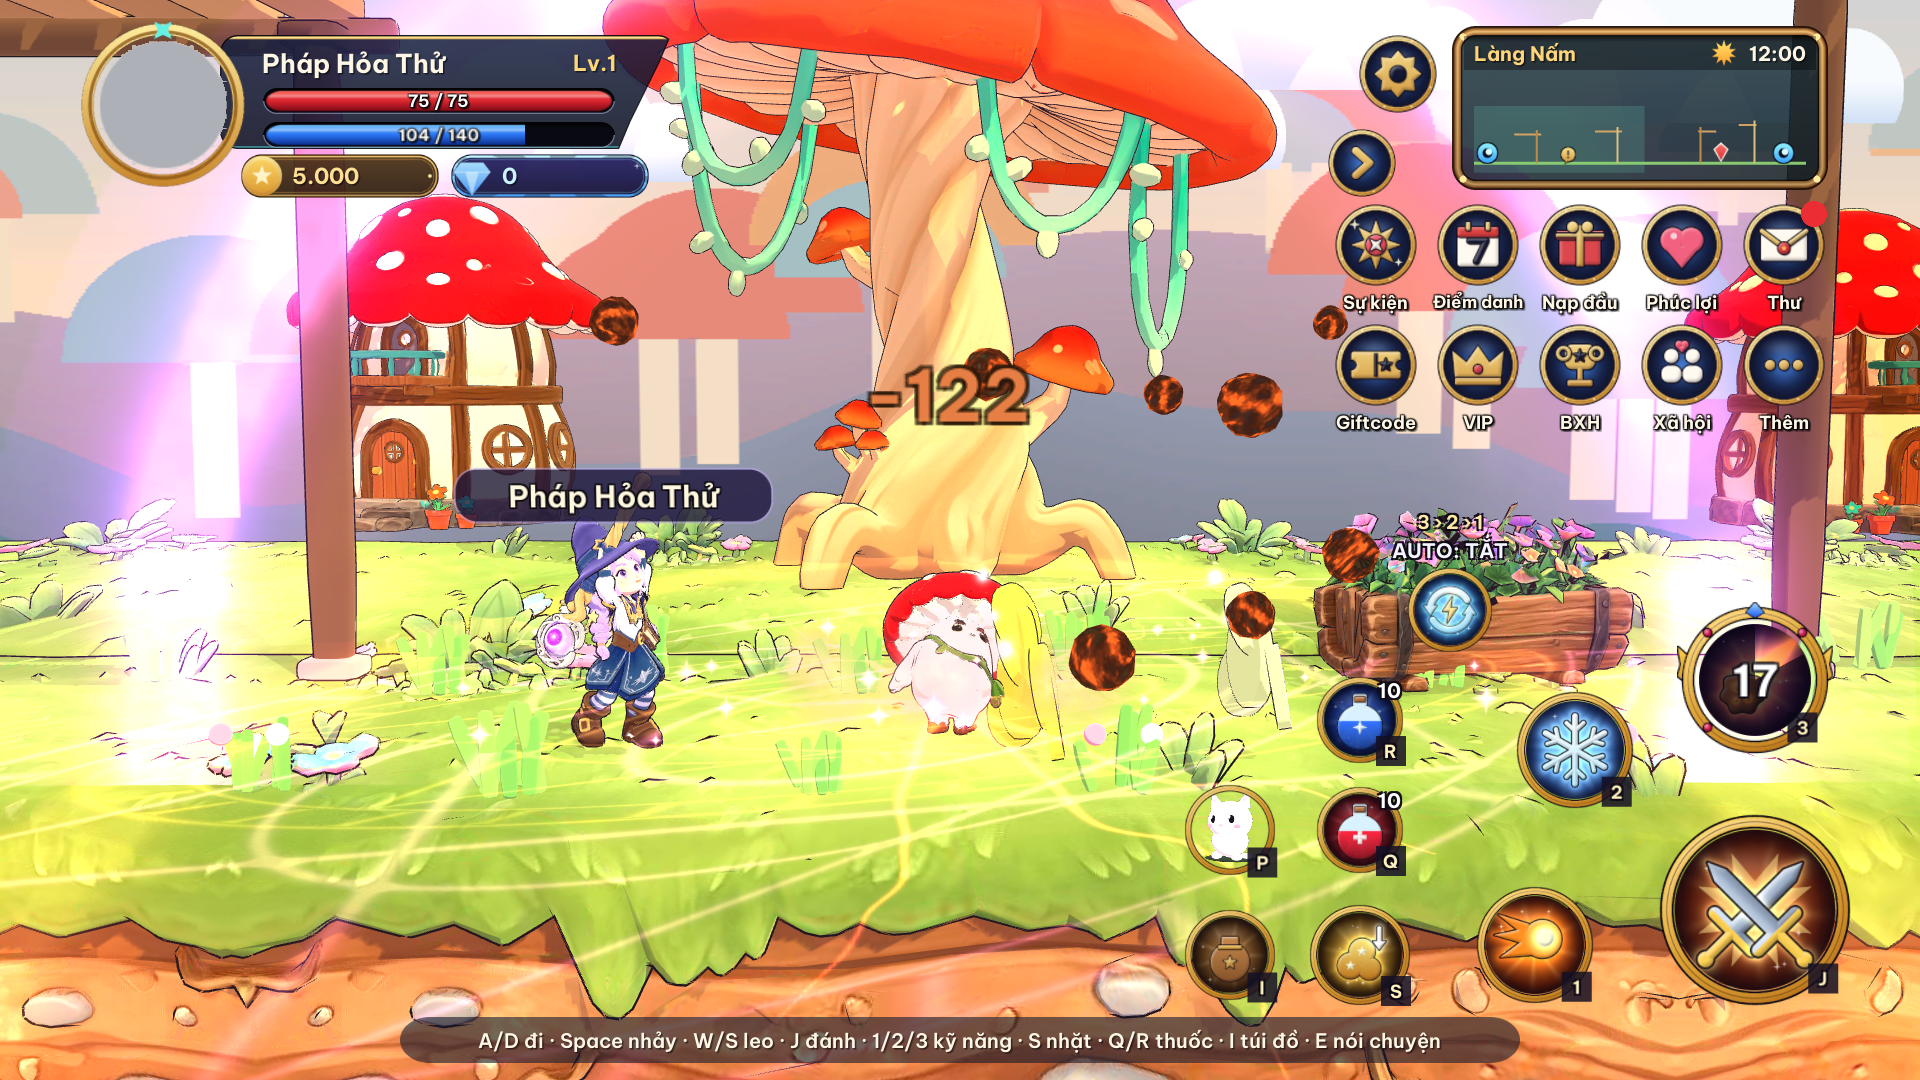 Pháp Hỏa Thử
Lv.1
75 / 75
104 / 140
5.000
0
Làng Nấm
12:00
7
Sự kiện
Điểm danh
Nạp đầu
Phúc lợi
Thư
Giftcode
VIP
BXH
Xã hội
Thêm
-122
Pháp Hỏa Thử
3›2›1
AUTO: TẮT
17
3
10
R
2
10
Q
P
I
S
1
J
A/D đi · Space nhảy · W/S leo · J đánh · 1/2/3 kỹ năng · S nhặt · Q/R thuốc · I túi đồ · E nói chuyện